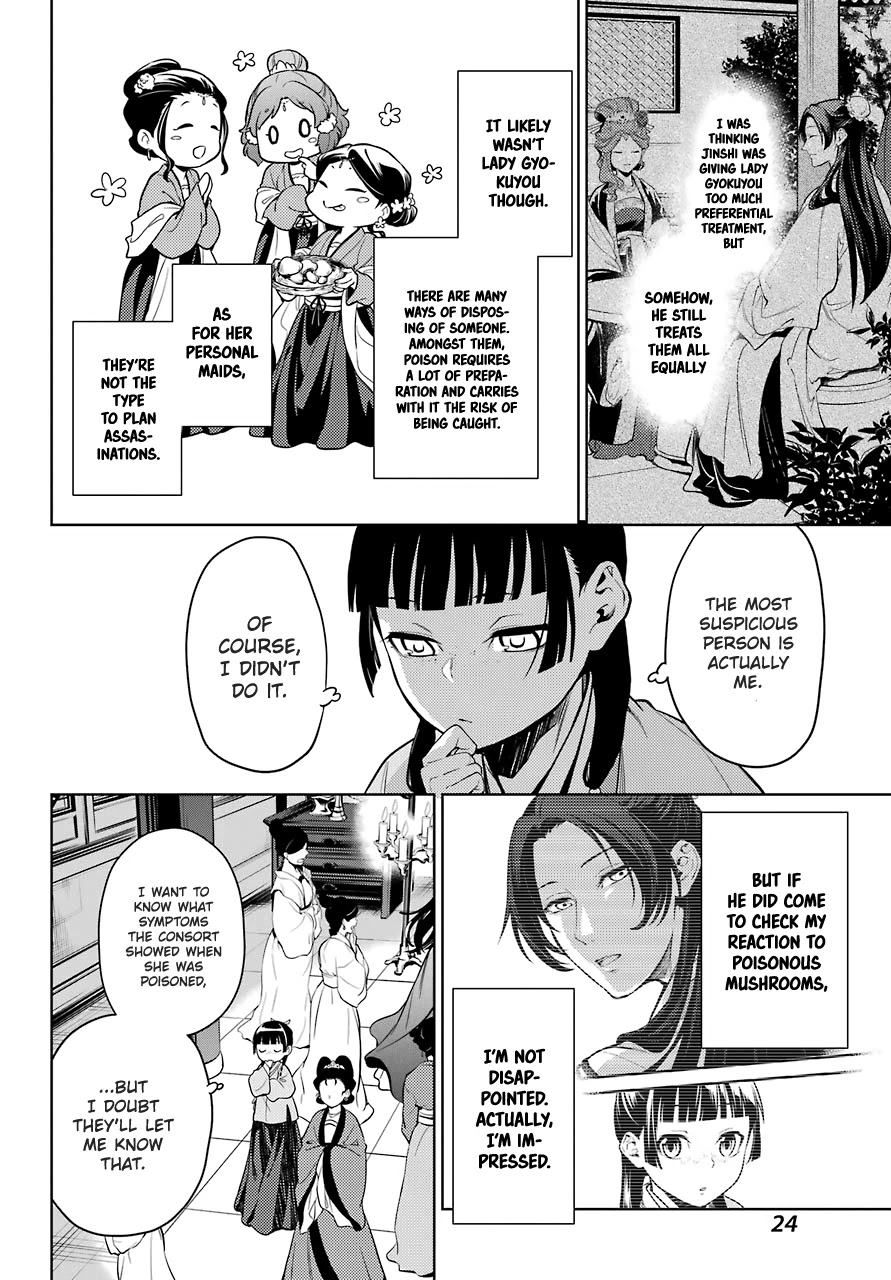 I WAS
THINKING
JINSHI WAS
GIVING LADY
GYOKUYOU
TOO MUCH
PREFERENTIAL
TREATMENT,
BUT
SOMEHOW,
HE STILL
TREATS
THEM ALL
EQUALLY
IT LIKELY
WASN'T
LADY GYO-
KUYOU
THOUGH.
THERE ARE MANY
WAYS OF DISPOS-
ING OF SOMEONE.
AMONGST THEM,
POISON REQUIRES
A LOT OF PREPA-
RATION AND CARRIES
WITH IT THE RISK OF
BEING CAUGHT.
AS
FOR HER
PERSONAL
MAIDS,
THEY'RE
NOT THE
TYPE
TO PLAN
ASSAS-
INATIONS.
THE MOST
SUSPICIOUS
PERSON IS
ACTUALLY
ME.
OF
COURSE,
I DIDN'T
DO IT.
BUT IF
HE DID COME
TO CHECK MY
REACTION TO
POISONOUS
MUSHROOMS,
I'M NOT
DISAP-
POINTED.
ACTUALLY,
I'M IM-
PRESSED.
I WANT TO
KNOW WHAT
SYMPTOMS
THE CONSORT
SHOWED WHEN
SHE WAS
POISONED,
...BUT
I DOUBT
THEY'LL LET
ME KNOW
THAT.
24